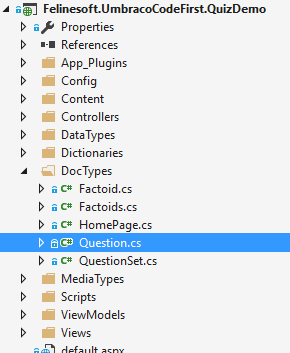 Felinesoft.UmbracoCodeFirst.QuizDemo
Properties
References
App_Plugins
Config
Content
Controllers
DataTypes
Dictionaries
DocTypes
C# Factoid.cs
C# Factoids.cs
C# HomePage.cs
C# Question.cs
C# QuestionSet.cs
MediaTypes
Scripts
ViewModels
Views
default.aspx